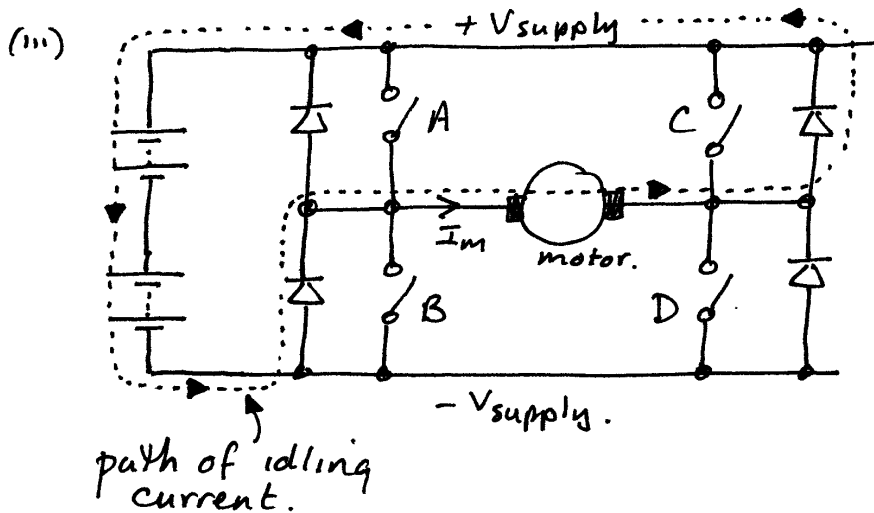 (iii)
+ Vsupply
A
C
Im
motor.
B
D
- Vsupply.
path of idling
current.